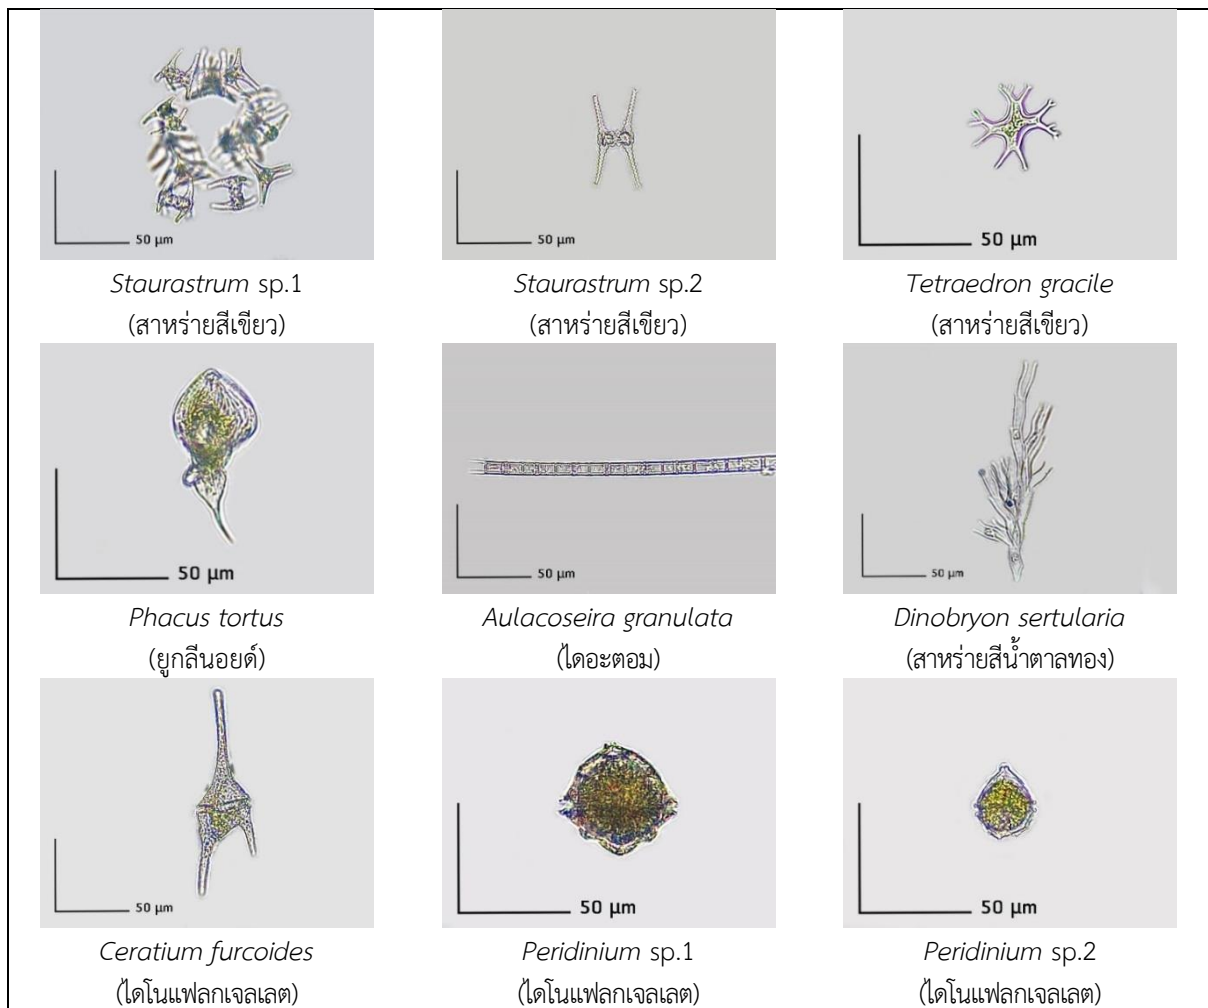 50 µm
50 µm
50 µm
Staurastrum sp.1
Staurastrum sp.2
Tetraedron gracile
(สาหร่ายสีเขียว)
(สาหร่ายสีเขียว)
(สาหร่ายสีเขียว)
50 µm
50 µm
50 µm
Phacus tortus
Aulacoseira granulata
Dinobryon sertularia
(ยูกลีนอยด์)
(ไดอะตอม)
(สาหร่ายสีน้ำตาลทอง)
50 µm
50 µm
50 µm
Ceratium furcoides
Peridinium sp.1
Peridinium sp.2
(ไดโนแฟลกเจลเลต)
(ไดโนแฟลกเจลเลต)
(ไดโนแฟลกเจลเลต)